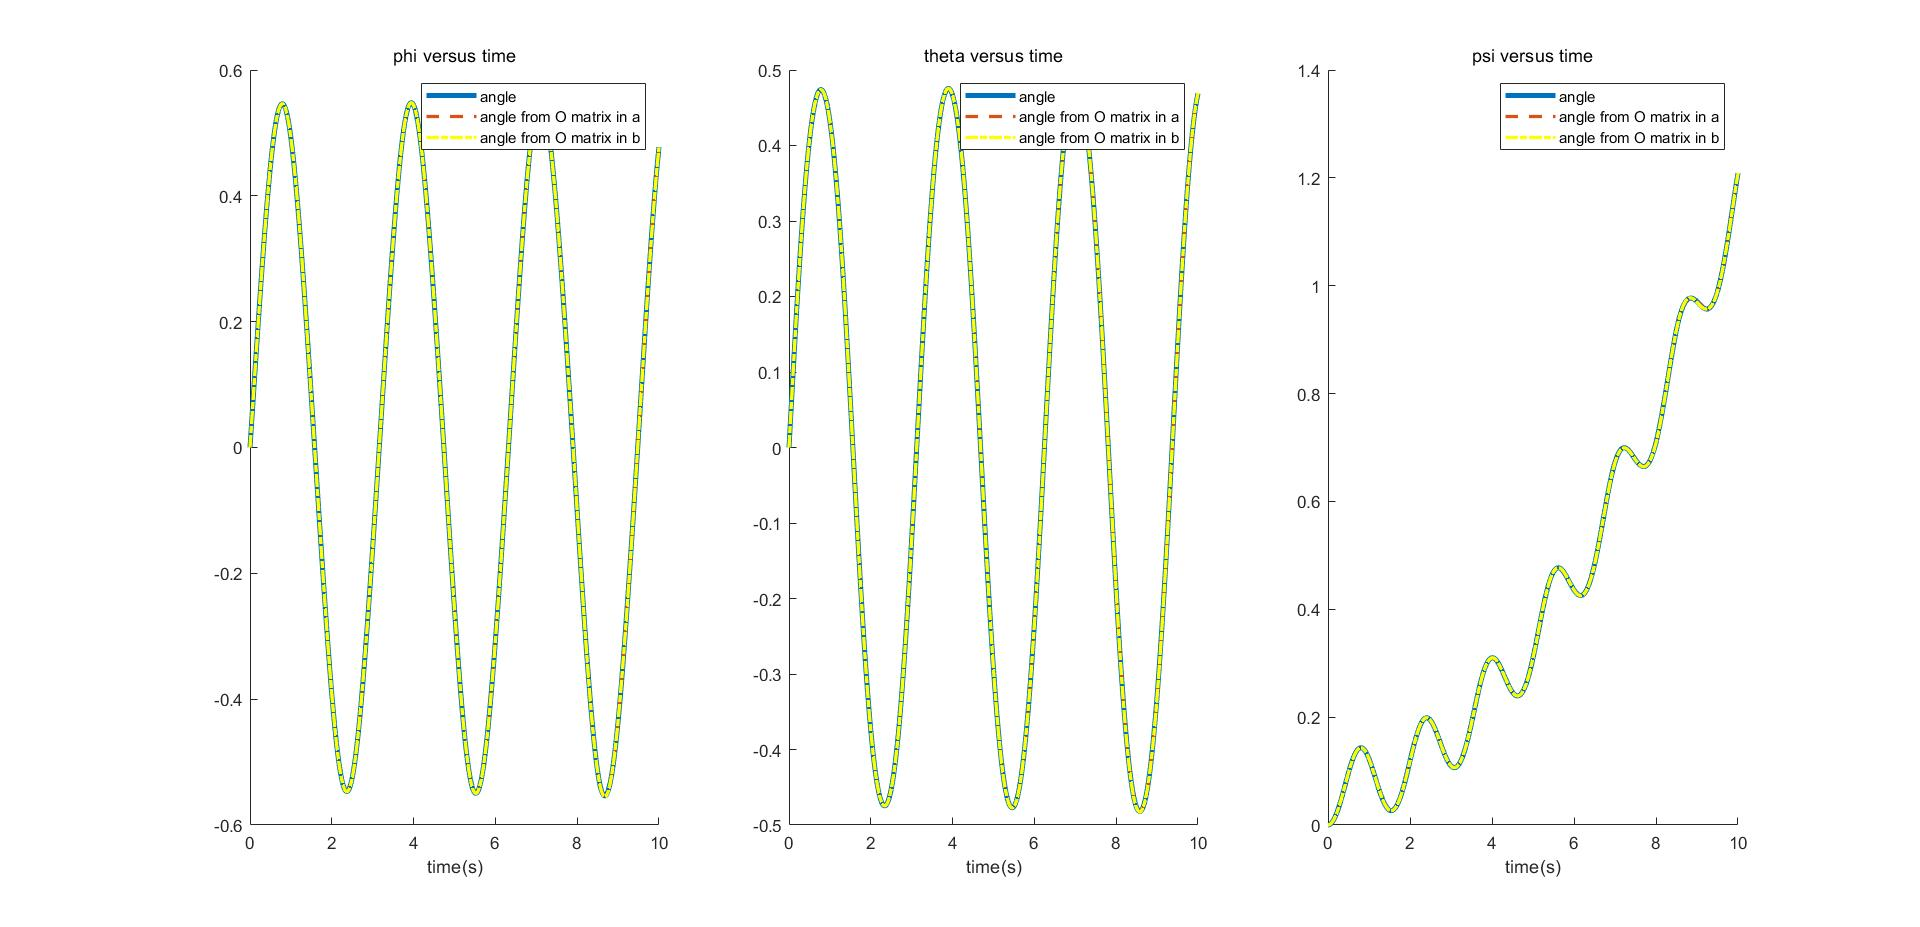 phi versus time
0.6
0.4
0.2
0
-0.2
-0.4
-0.6
0 2 4 6 8 10
time(s)
angle
angle from O matrix in a
angle from O matrix in b
theta versus time
0.5
0.4
0.3
0.2
0.1
0
-0.1
-0.2
-0.3
-0.4
-0.5
0 2 4 6 8 10
time(s)
angle
angle from O matrix in a
angle from O matrix in b
psi versus time
1.4
1.2
1
0.8
0.6
0.4
0.2
0
0 2 4 6 8 10
time(s)
angle
angle from O matrix in a
angle from O matrix in b